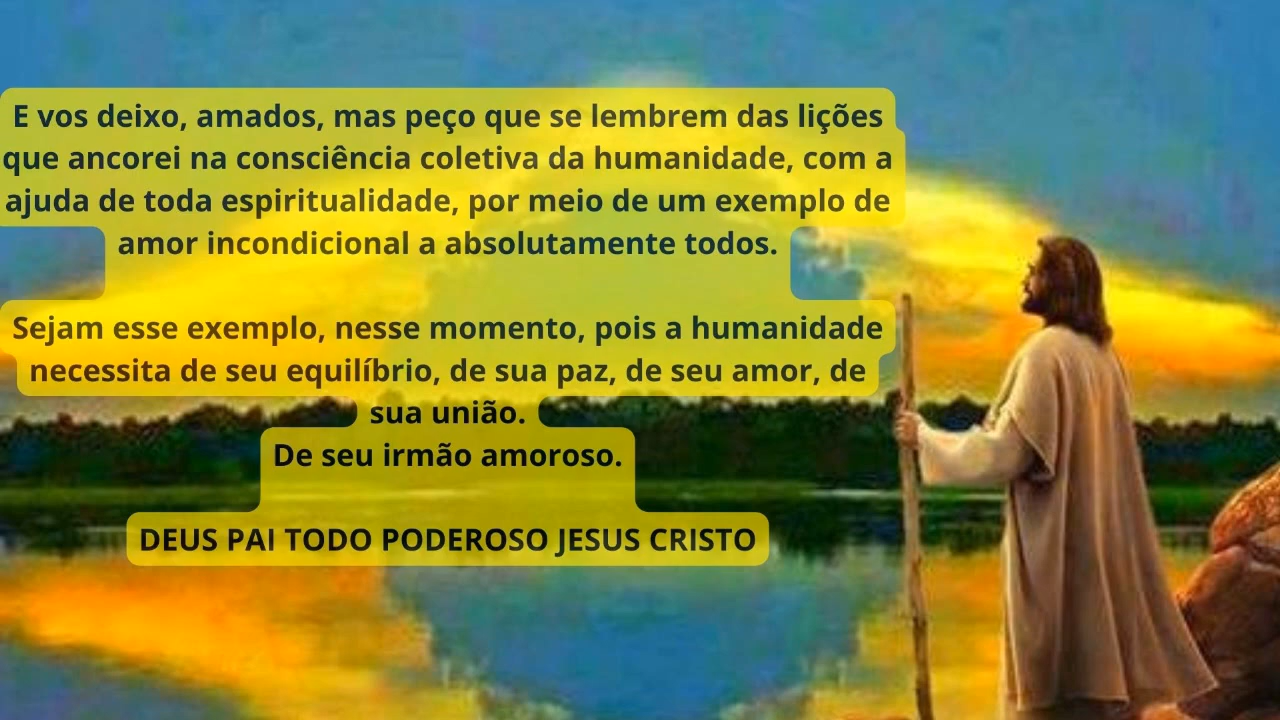 E vos deixo, amados, mas peço que se lembrem das lições
que ancorei na consciência coletiva da humanidade, com a
ajuda de toda espiritualidade, por meio de um exemplo de
amor incondicional a absolutamente todos.
Sejam esse exemplo, nesse momento, pois a humanidade
necessita de seu equilíbrio, de sua paz, de seu amor, de
sua união.
De seu irmão amoroso.
DEUS PAI TODO PODEROSO JESUS CRISTO